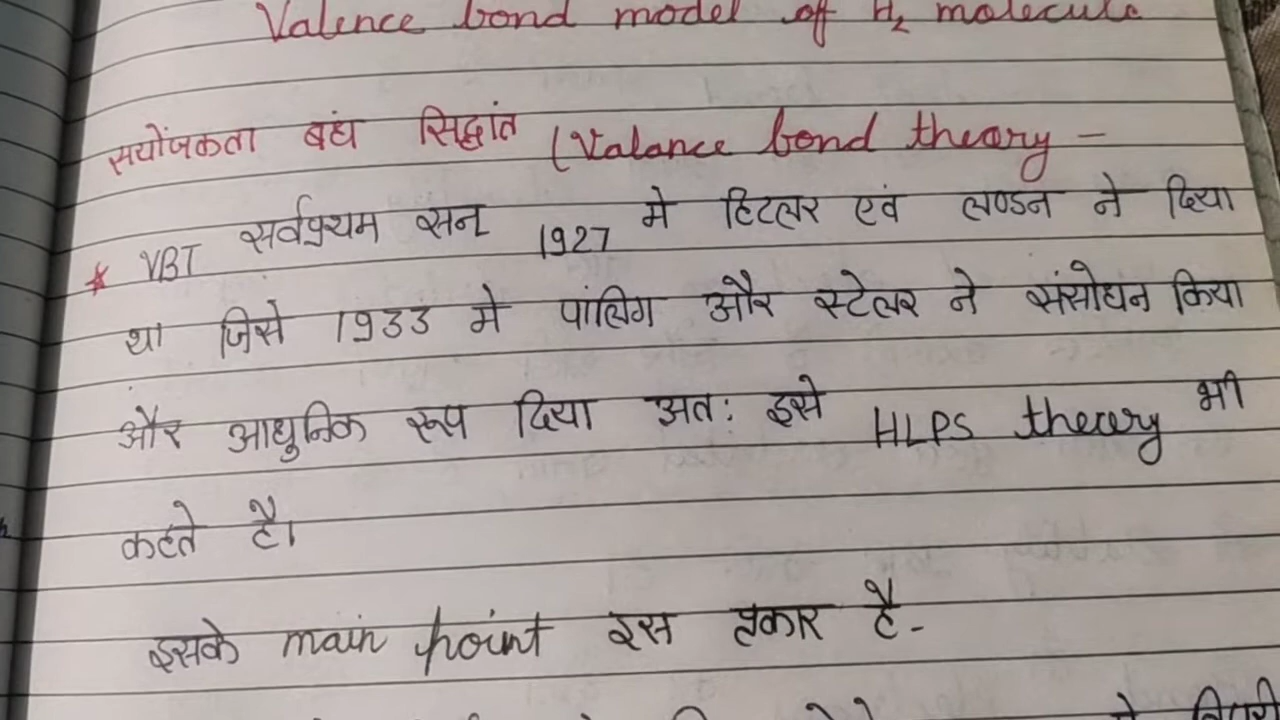 Valence bond model of H₂ molecule
सयोंजकता बंध सिद्धांत (Valance bond theory -
* VBT सर्वप्रथम सन् 1927 मे हिटलर एवं लण्डन ने दिया
था जिसे 1933 मे पांलिग और स्टेलर ने संसोधन किया
और आधुनिक रूप दिया अत: इसे HLPS theory भी
कहते है।
इसके main point इस प्रकार है-